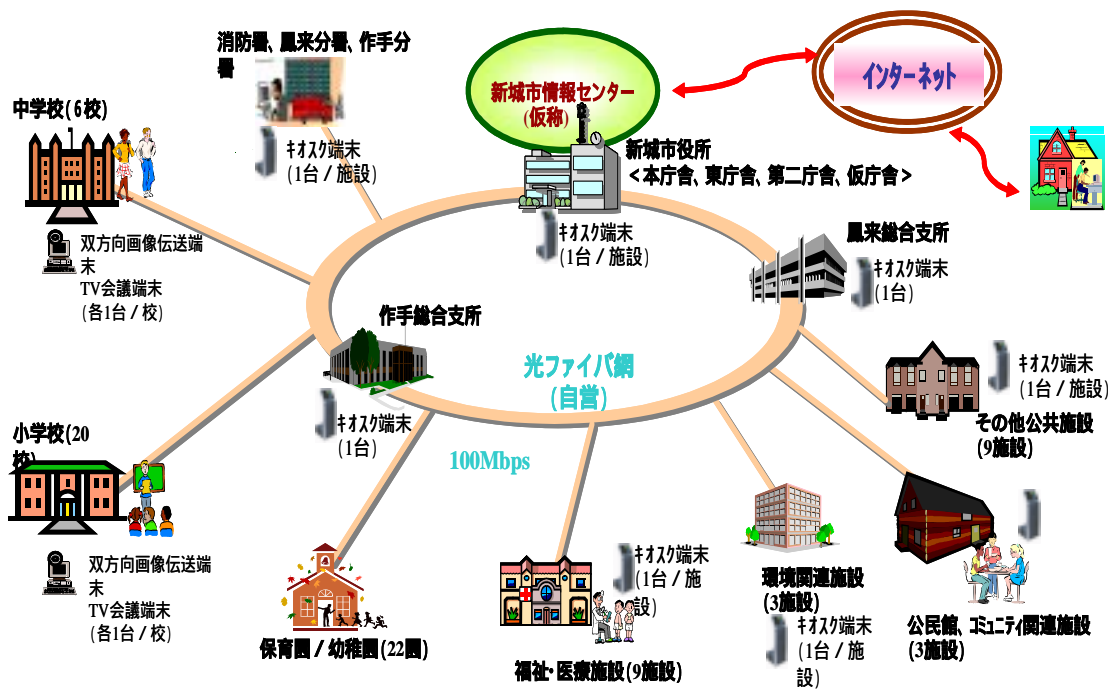 消防署、鳳来分署、作手分
署
キオスク端末
(1台/施設)
中学校(6校)
双方向画像伝送端
末
TV会議端末
(各1台/校)
新城市情報センター
(仮称)
インターネット
新城市役所
<本庁舎、東庁舎、第二庁舎、仮庁舎>
キオスク端末
(1台/施設)
鳳来総合支所
キオスク端末
(1台)
作手総合支所
キオスク端末
(1台)
光ファイバ網
(自営)
100Mbps
キオスク端末
(1台/施設)
その他公共施設
(9施設)
小学校(20
校)
双方向画像伝送端
末
TV会議端末
(各1台/校)
保育園/幼稚園(22園)
キオスク端末
(1台/施
設)
福祉・医療施設(9施設)
環境関連施設
(3施設)
キオスク端末
(1台/施
設)
公民館、コミュニティ関連施設
(3施設)